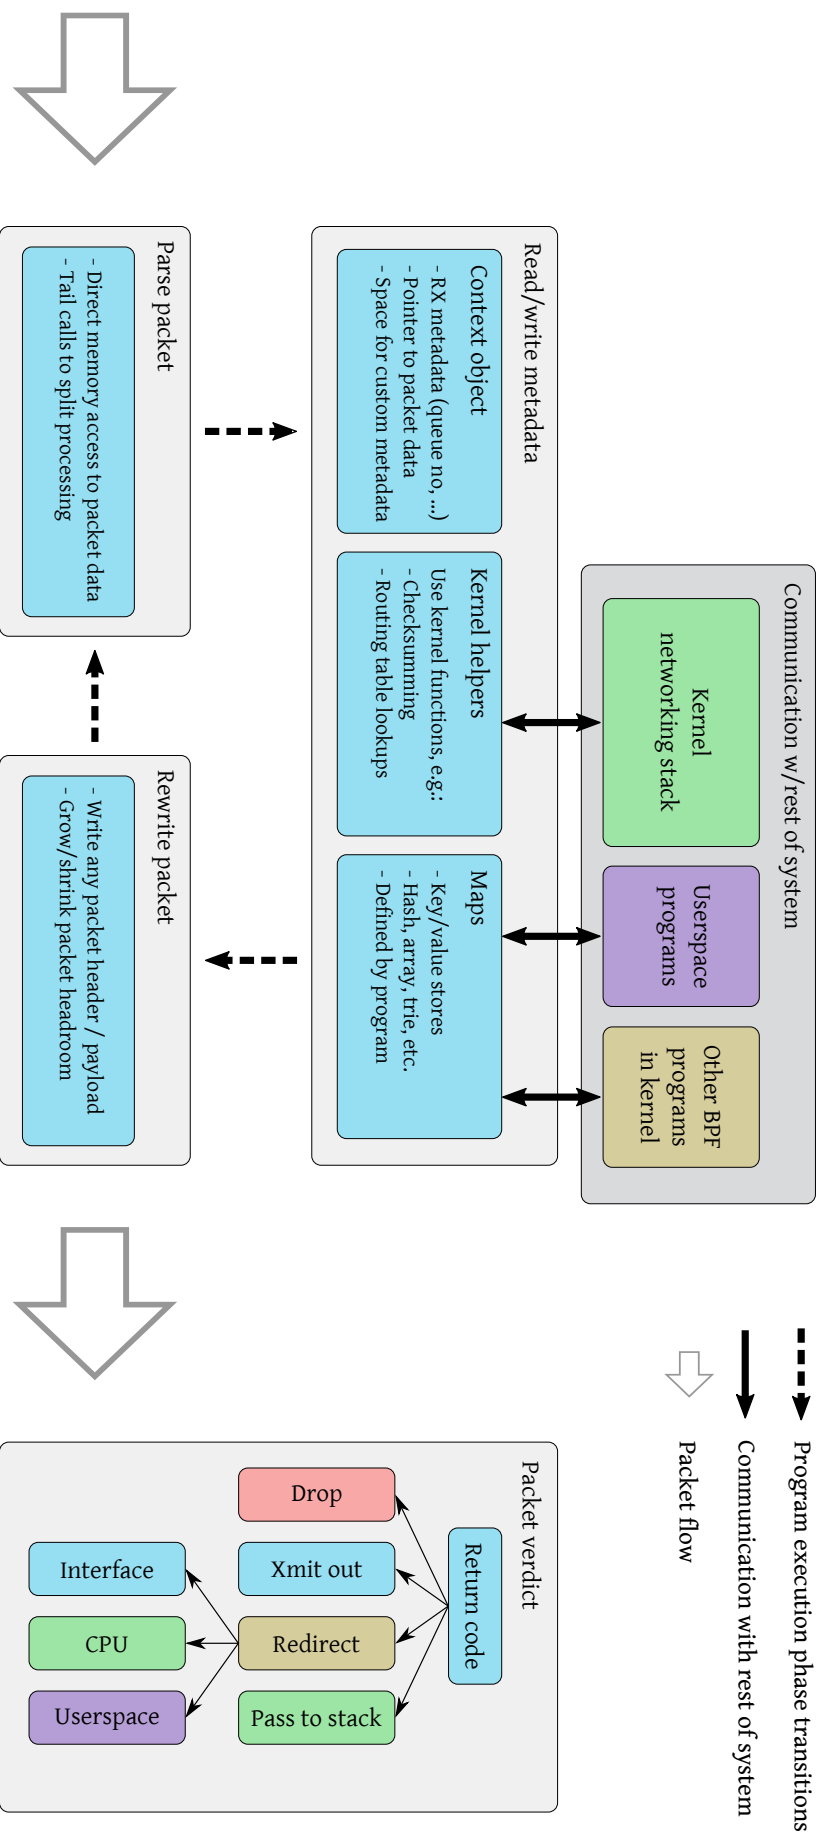 Communication w/rest of system
Kernel
networking stack
Userspace
programs
Other BPF
programs
in kernel
Program execution phase transitions
Communication with rest of system
Packet flow
Read/write metadata
Context object
- RX metadata (queue no, ...)
- Pointer to packet data
- Space for custom metadata
Kernel helpers
Use kernel functions, e.g.:
- Checksumming
- Routing table lookups
Maps
- Key/value stores
- Hash, array, trie, etc.
- Defined by program
Parse packet
- Direct memory access to packet data
- Tail calls to split processing
Rewrite packet
- Write any packet header / payload
- Grow/shrink packet headroom
Packet verdict
Return code
Drop
Xmit out
Redirect
Pass to stack
Interface
CPU
Userspace